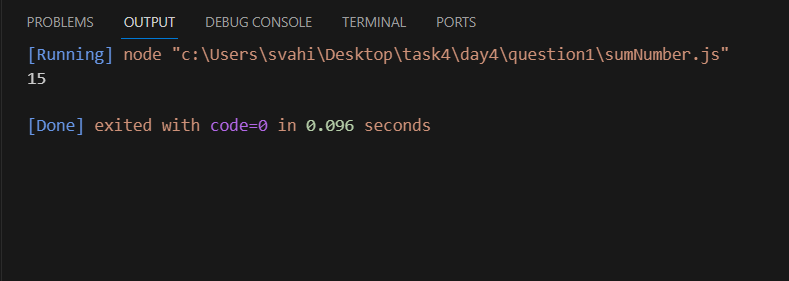 PROBLEMS OUTPUT DEBUG CONSOLE TERMINAL PORTS
[Running] node "c:\Users\svahi\Desktop\task4\day4\question1\sumNumber.js"
15
[Done] exited with code=0 in 0.096 seconds